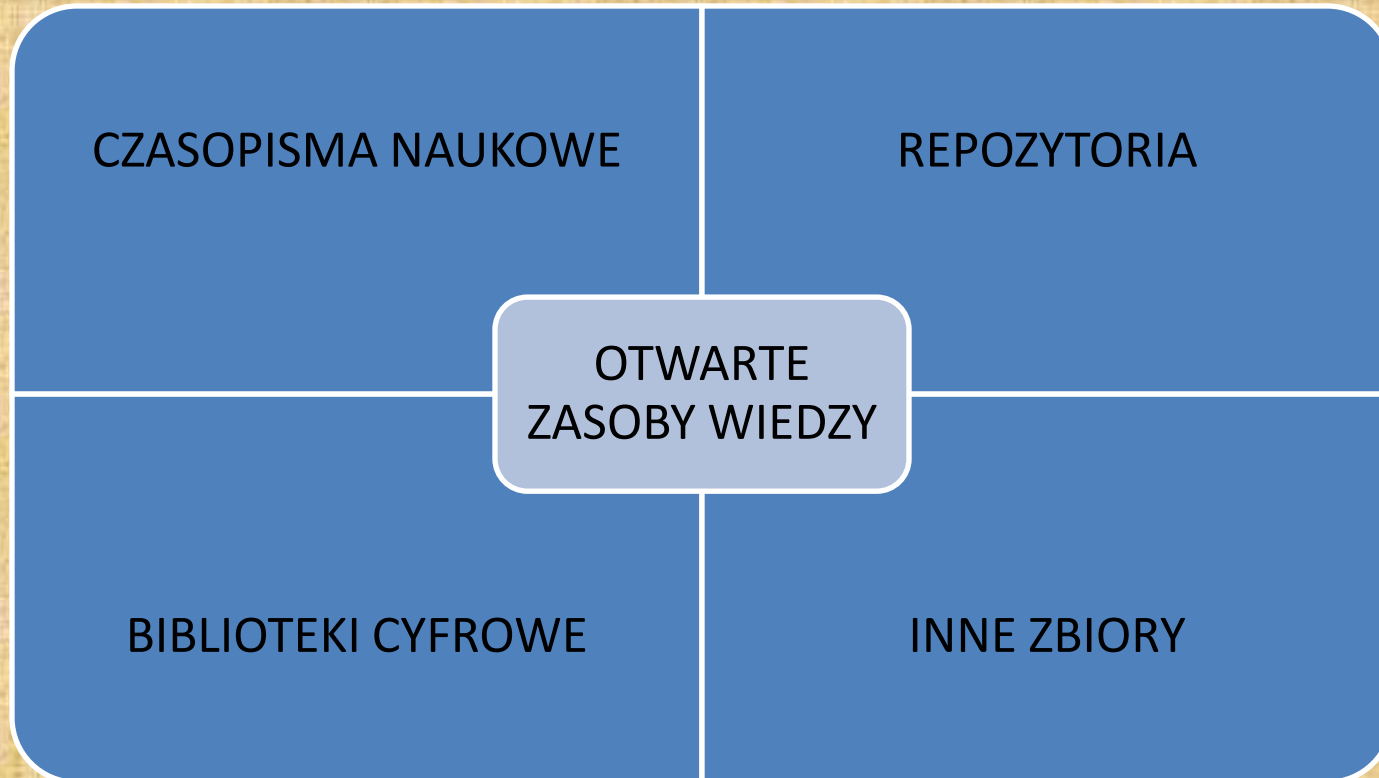 CZASOPISMA NAUKOWE
REPOZYTORIA
OTWARTE
ZASOBY WIEDZY
BIBLIOTEKI CYFROWE
INNE ZBIORY